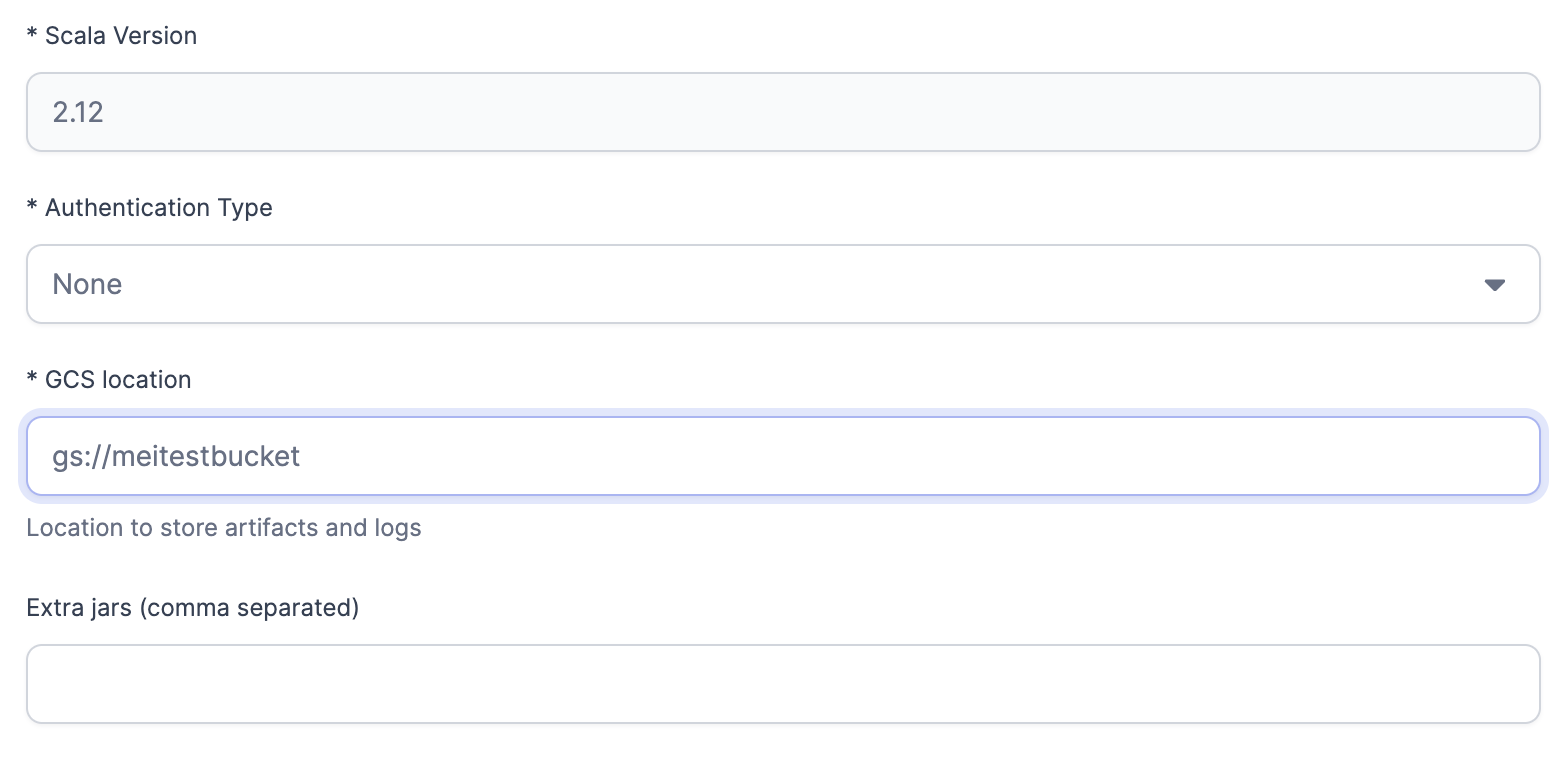 * Scala Version
2.12
* Authentication Type
None
* GCS location
gs://meitestbucket
Location to store artifacts and logs
Extra jars (comma separated)